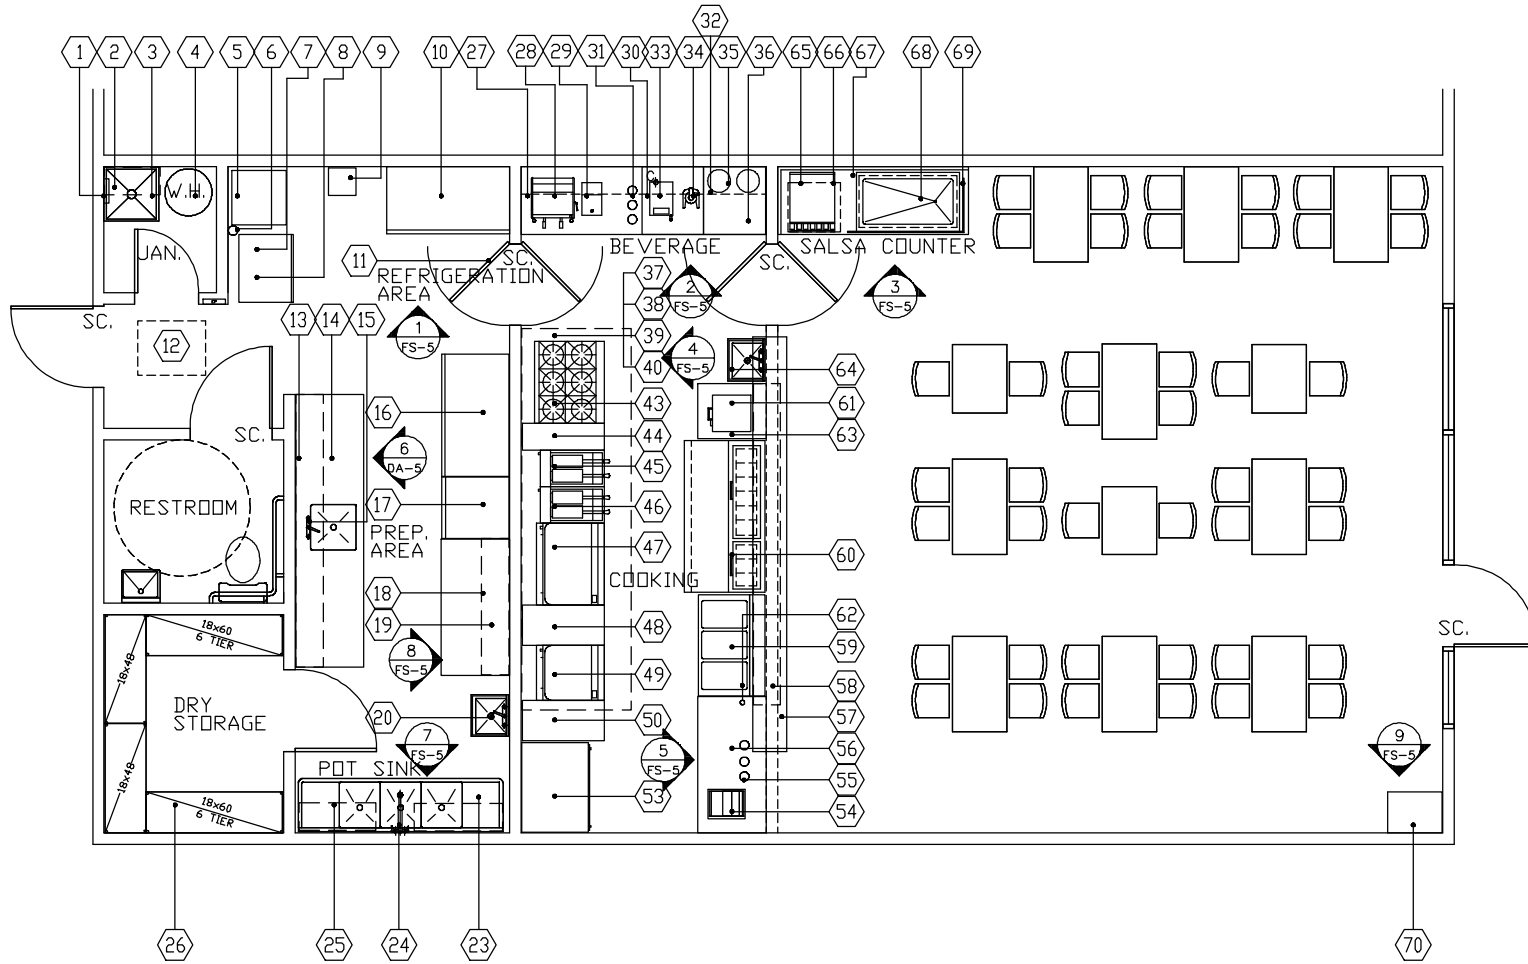 32
1 2 3 4 5 6 7 8 9 10 27 28 29 31 30 33 34 35 36 65 66 67 68 69
W.H.
JAN.
BEVERAGE
SALSA COUNTER
SC.
SC.
11
REFRIGERATION
AREA
37
2
FS-5
3
FS-5
38
SC.
13 14 15
1
FS-5
39
12
4
FS-5
40
64
16
43
61
SC.
44
63
6
DA-5
45
RESTROOM
17
46
PREP.
AREA
47
60
COOKING
18
19
48
62
18x60
6 TIER
59
SC.
8
FS-5
49
18x48
58
DRY
STORAGE
20
50
57
7
FS-5
56
9
FS-5
5
FS-5
POT SINK
18x48
55
53
54
18x60
6 TIER
26 25 24 23 70